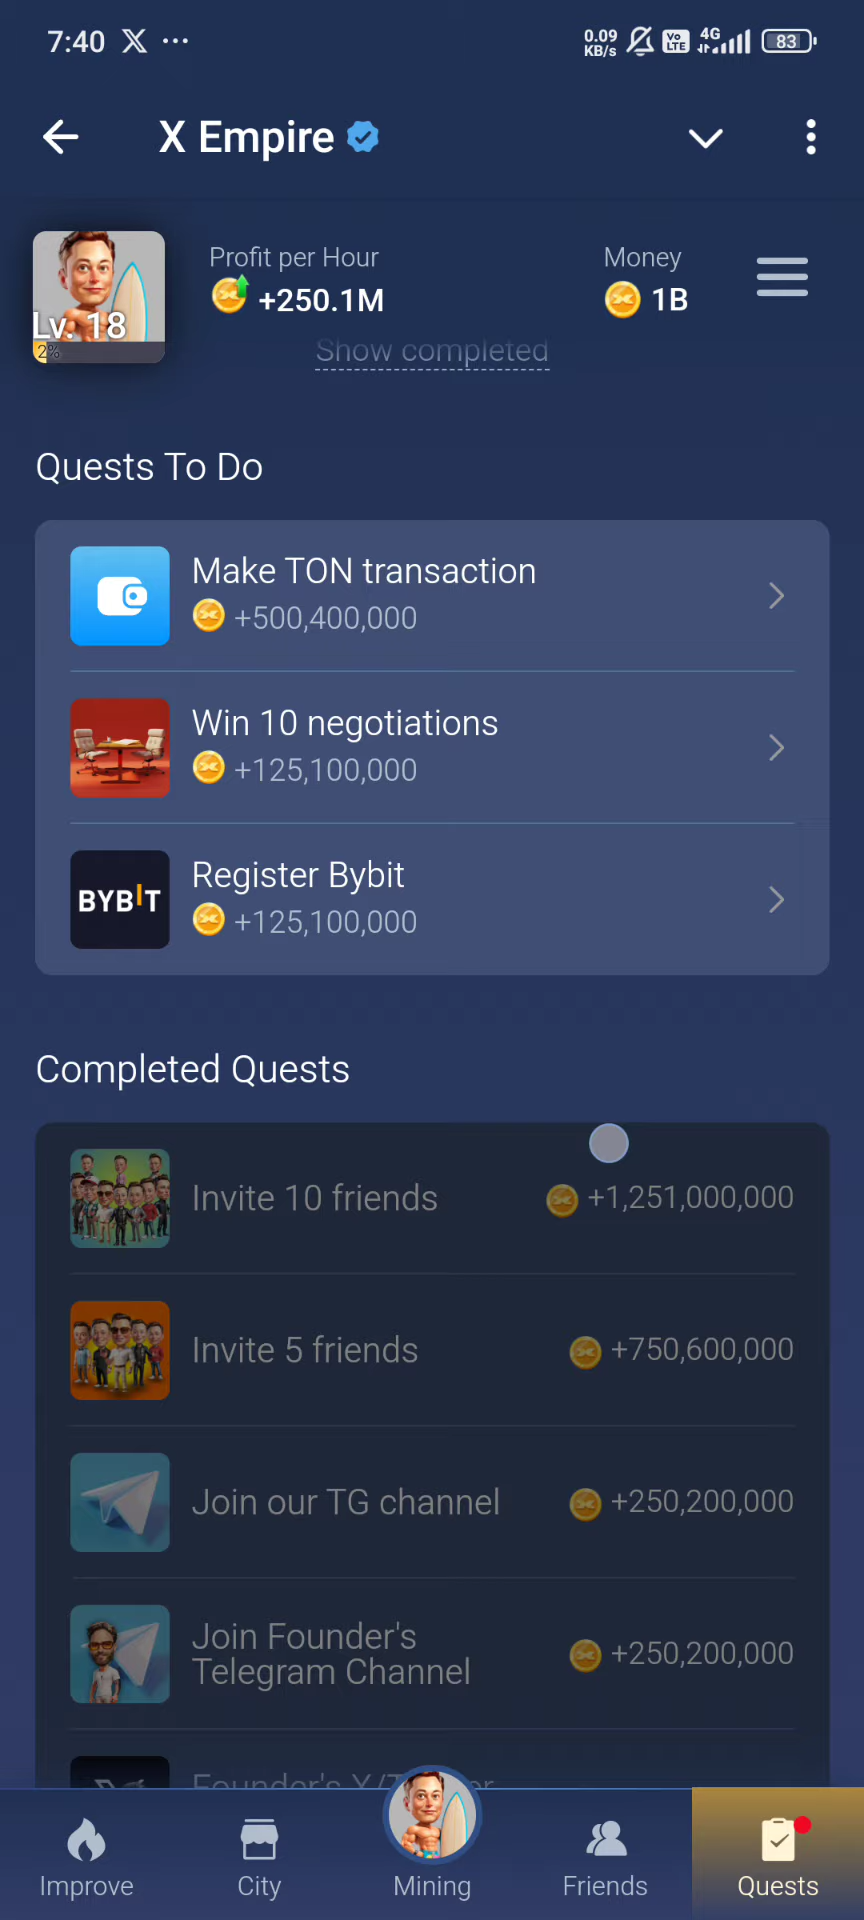 7:40 X ...
0.09 KB/s Vo LTE 4G 83
X Empire
Profit per Hour
+250.1M
Money
1B
Lv. 18
2%
Show completed
Quests To Do
Make TON transaction
+500,400,000
Win 10 negotiations
+125,100,000
BYBIT
Register Bybit
+125,100,000
Completed Quests
Invite 10 friends
+1,251,000,000
Invite 5 friends
+750,600,000
Join our TG channel
+250,200,000
Join Founder's
Telegram Channel
+250,200,000
Founder's
Improve
City
Mining
Friends
Quests